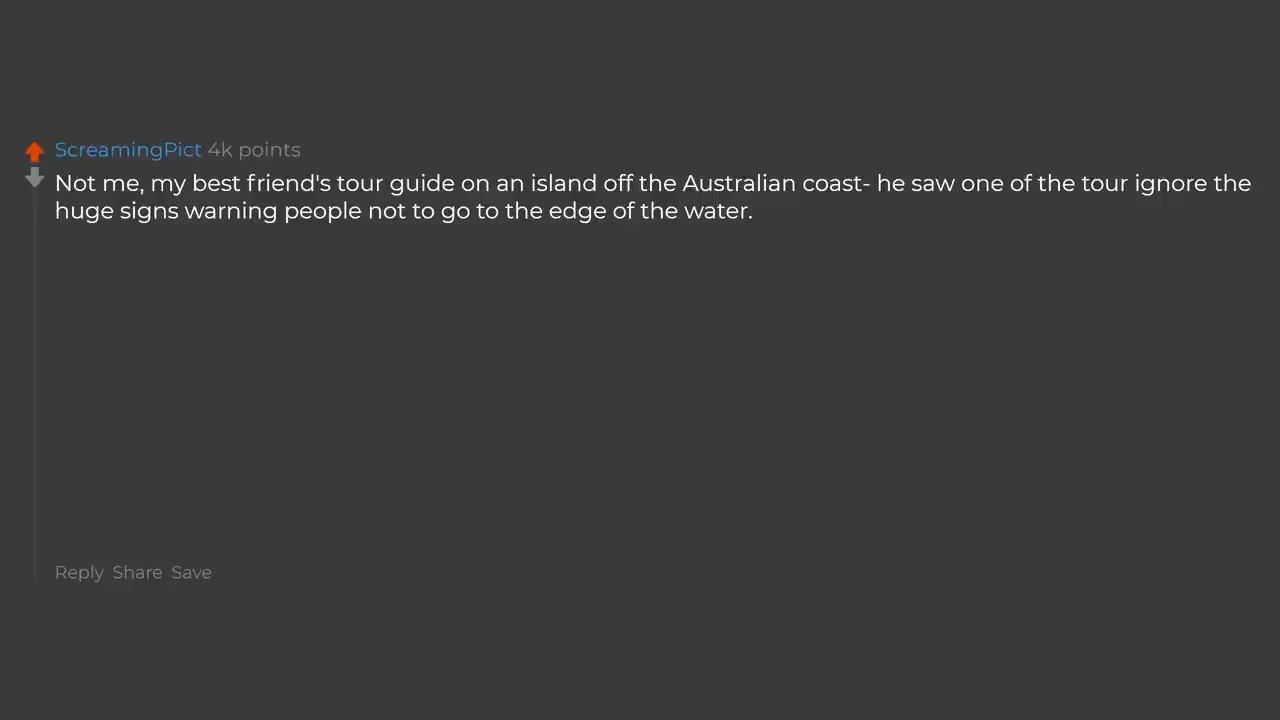 ScreamingPict 4k points
Not me, my best friend's tour guide on an island off the Australian coast- he saw one of the tour ignore the
huge signs warning people not to go to the edge of the water.
Reply Share Save